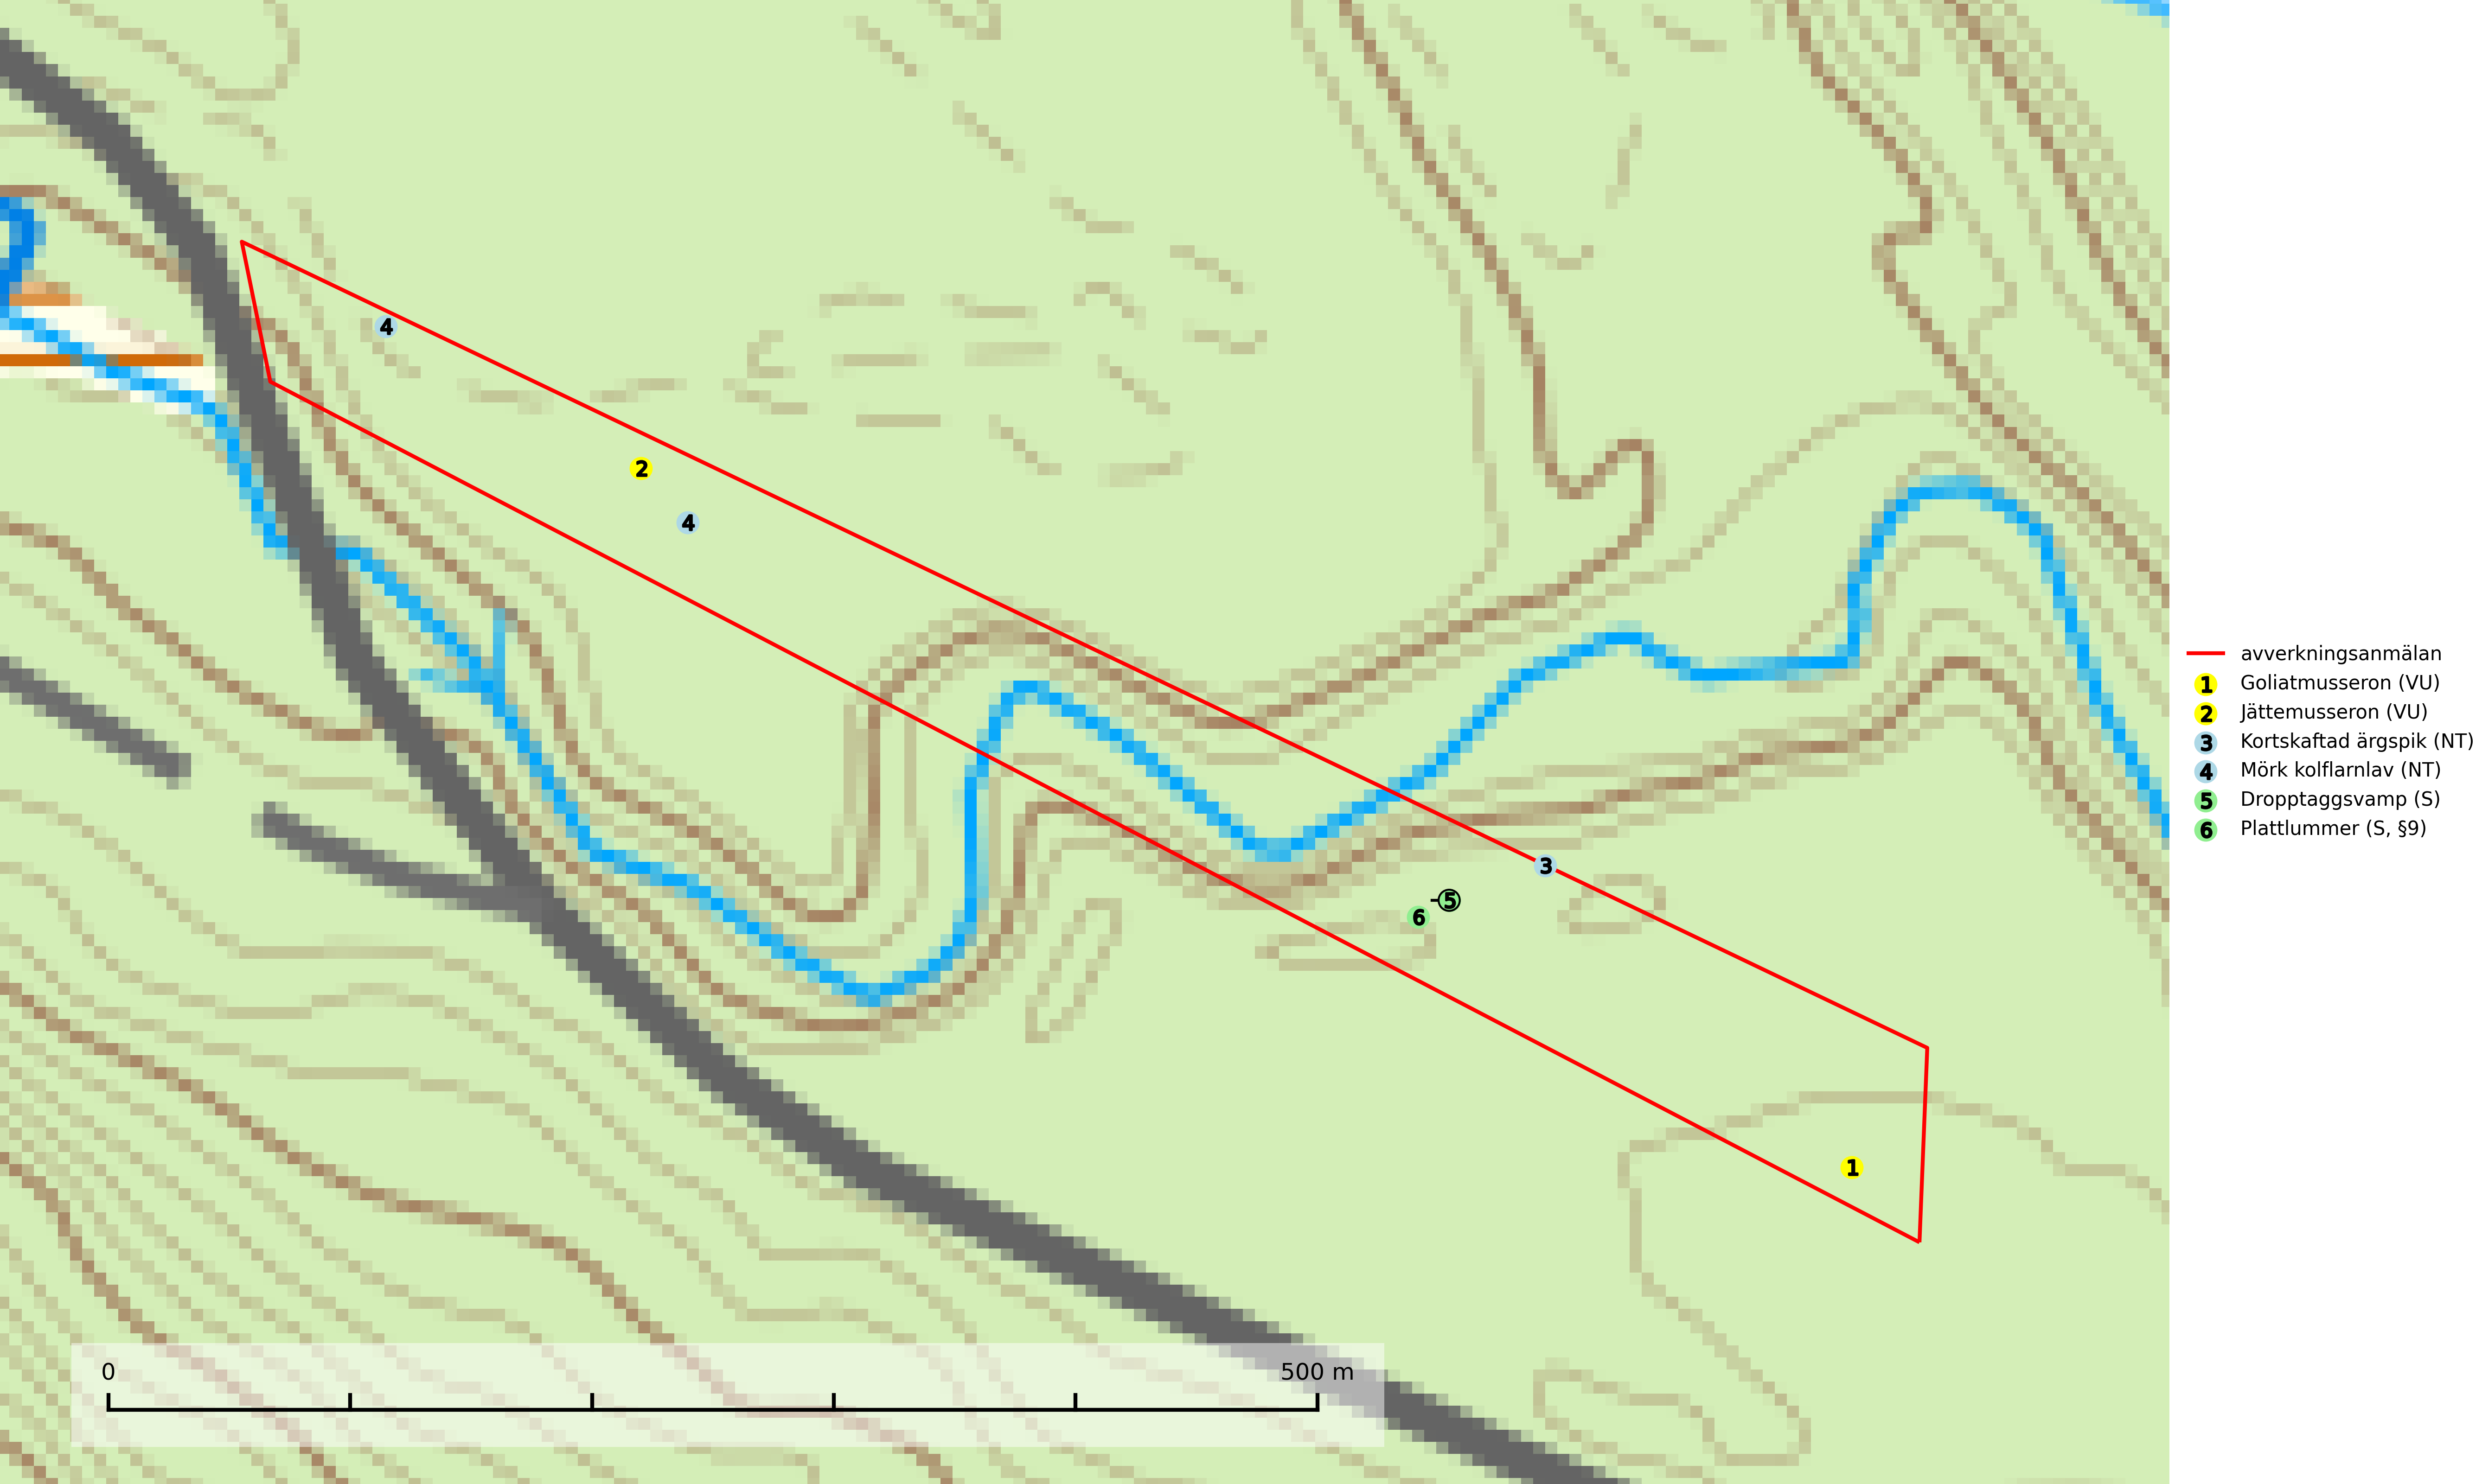 4
2
4
3
5
6
1
0
500 m
avverkningsanmälan
1 Goliatmusseron (VU)
2 Jättemusseron (VU)
3 Kortskaftad ärgspik (NT)
4 Mörk kolflarnlav (NT)
5 Dropptaggsvamp (S)
6 Plattlummer (S, §9)